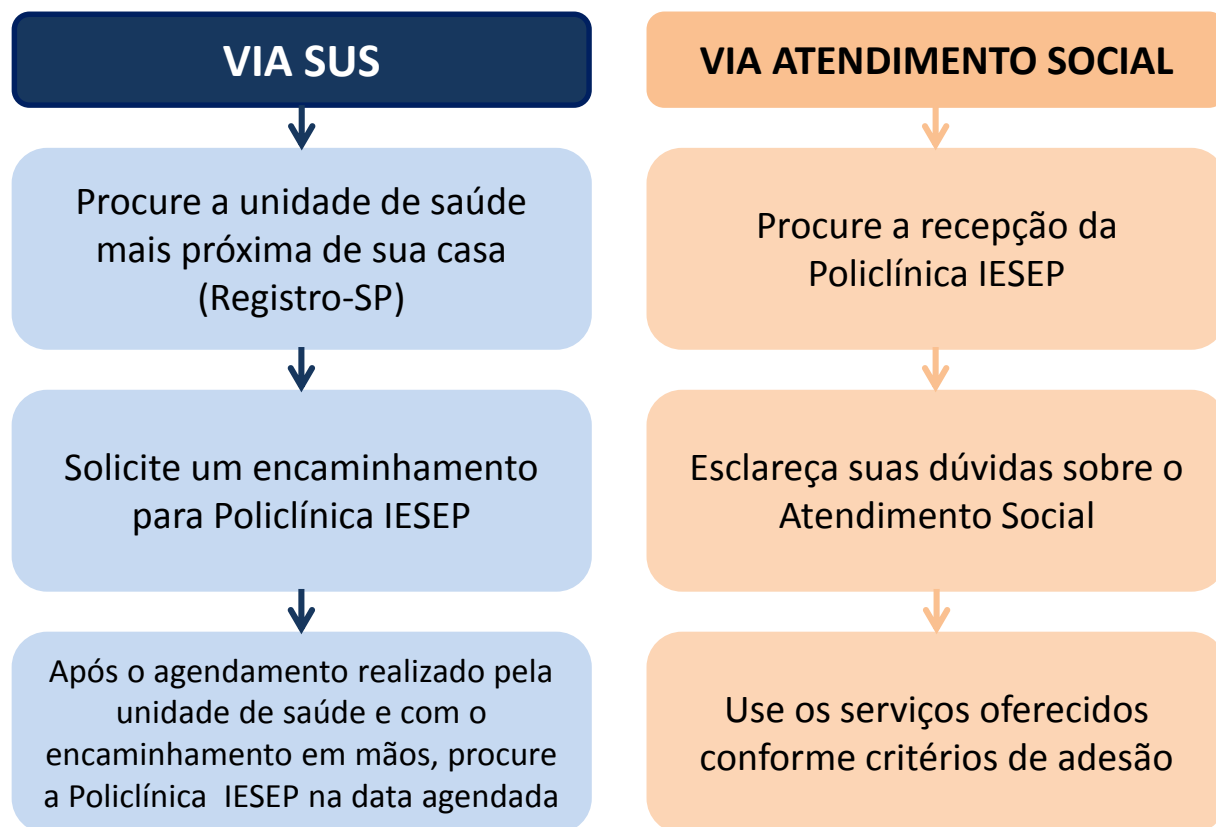 VIA SUS
Procure a unidade de saúde
mais próxima de sua casa
(Registro-SP)
Solicite um encaminhamento
para Policlínica IESEP
Após o agendamento realizado pela
unidade de saúde e com o
encaminhamento em mãos, procure
a Policlínica IESEP na data agendada
VIA ATENDIMENTO SOCIAL
Procure a recepção da
Policlínica IESEP
Esclareça suas dúvidas sobre o
Atendimento Social
Use os serviços oferecidos
conforme critérios de adesão